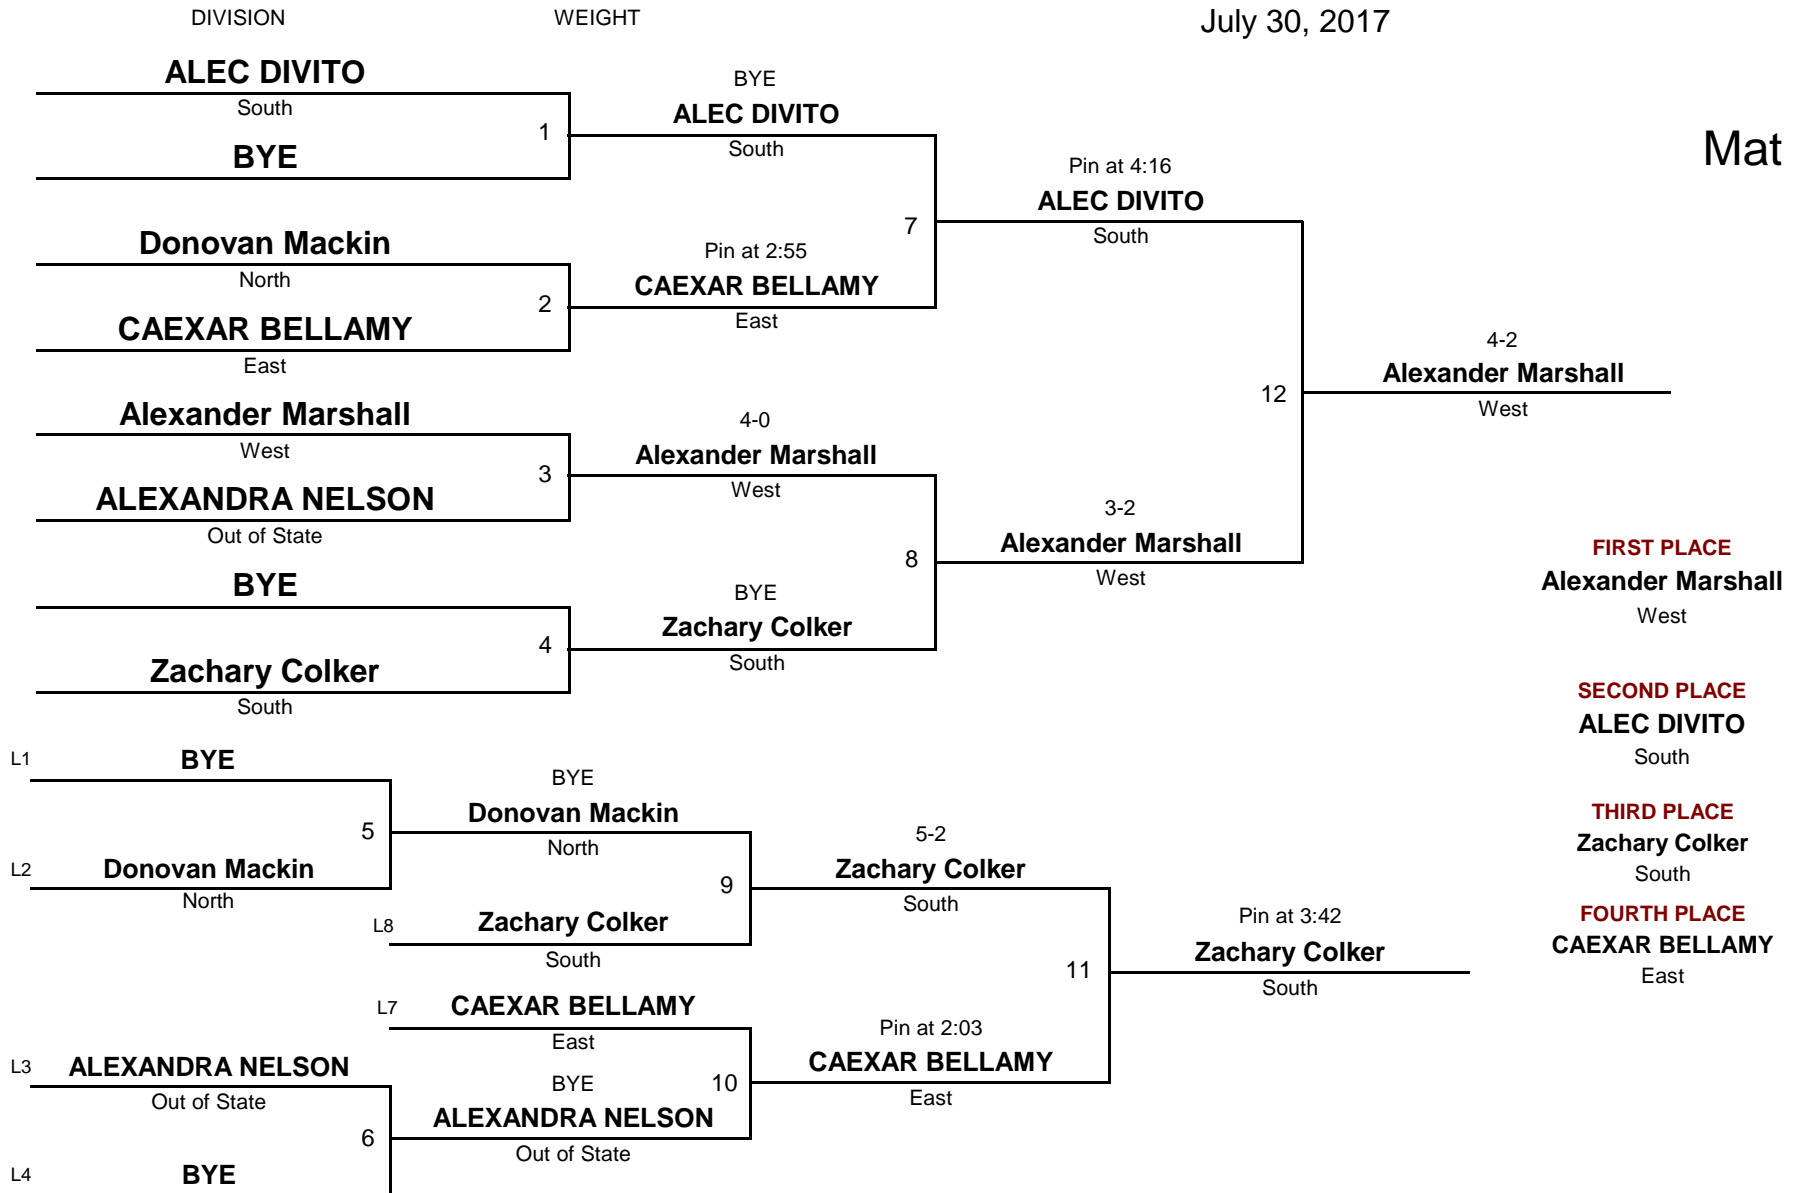 DIVISION WEIGHT July 30, 2017
Mat
ALEC DIVITO
South
1
BYE
BYE
ALEC DIVITO
South
Donovan Mackin
North
2
CAEXAR BELLAMY
East
Pin at 2:55
CAEXAR BELLAMY
East
7
Pin at 4:16
ALEC DIVITO
South
Alexander Marshall
West
3
ALEXANDRA NELSON
Out of State
4-0
Alexander Marshall
West
BYE
4
Zachary Colker
South
BYE
Zachary Colker
South
8
3-2
Alexander Marshall
West
12
4-2
Alexander Marshall
West
FIRST PLACE
Alexander Marshall
West
SECOND PLACE
ALEC DIVITO
South
THIRD PLACE
Zachary Colker
South
FOURTH PLACE
CAEXAR BELLAMY
East
L1 BYE
5
L2 Donovan Mackin
North
BYE
Donovan Mackin
North
9
L8 Zachary Colker
South
5-2
Zachary Colker
South
L7 CAEXAR BELLAMY
East
10
L3 ALEXANDRA NELSON
Out of State
6
L4 BYE
BYE
ALEXANDRA NELSON
Out of State
Pin at 2:03
CAEXAR BELLAMY
East
11
Pin at 3:42
Zachary Colker
South